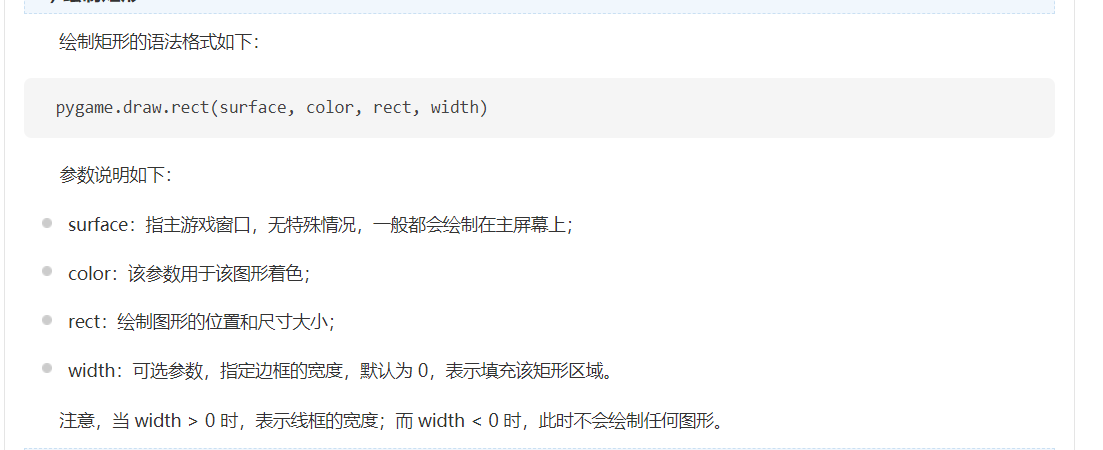 绘制矩形的语法格式如下：
pygame.draw.rect(surface, color, rect, width)
参数说明如下：
surface：指主游戏窗口，无特殊情况，一般都会绘制在主屏幕上；
color：该参数用于该图形着色；
rect：绘制图形的位置和尺寸大小；
width：可选参数，指定边框的宽度，默认为 0，表示填充该矩形区域。
注意，当 width > 0 时，表示线框的宽度；而 width < 0 时，此时不会绘制任何图形。